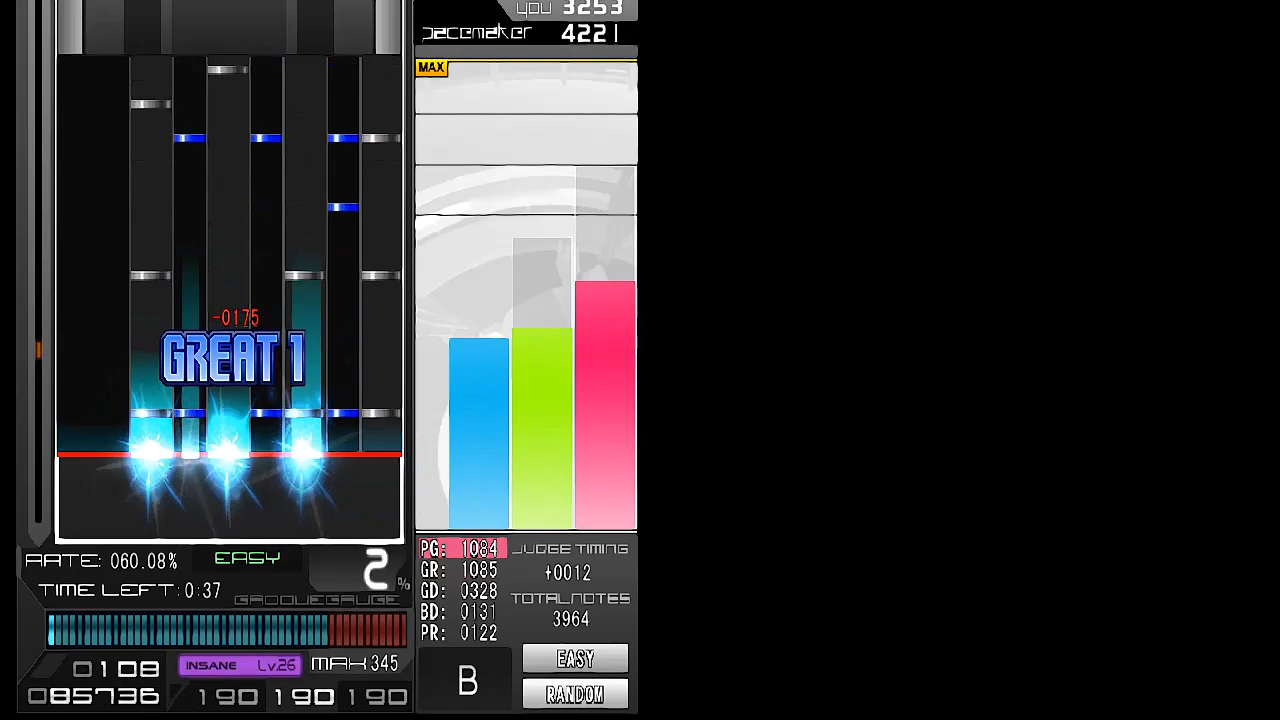 YOU 3253
pacemaker 4221
MAX
-0175
GREAT 1
RATE: 060.08% EASY 2%
TIME LEFT: 0:37
GROOVEGAUGE
0108 INSANE Lv.26 MAX 345
085736 190 190 190
PG: 1084
GR: 1085
GD: 0328
BD: 0131
PR: 0122
JUDGE TIMING
+0012
TOTALNOTES
3964
B
EASY
RANDOM